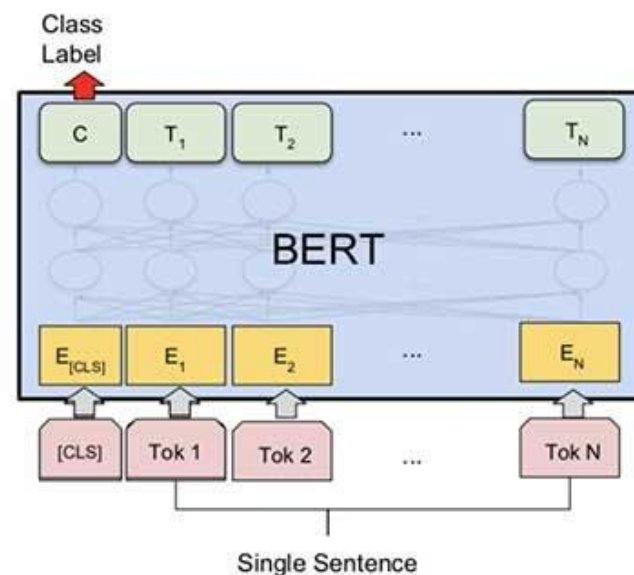 Class
Label
C T1 T2 ... TN
BERT
E[CLS] E1 E2 ... EN
[CLS] Tok 1 Tok 2 ... Tok N
Single Sentence